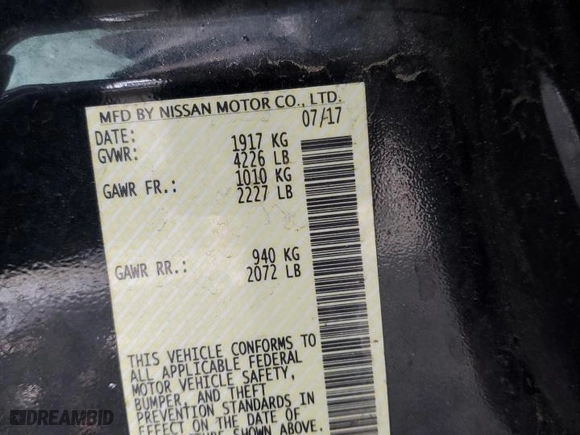 MFD BY NISSAN MOTOR CO., LTD.
DATE: 07/17
GVWR: 1917 KG
4226 LB
GAWR FR.: 1010 KG
2227 LB
GAWR RR.: 940 KG
2072 LB
THIS VEHICLE CONFORMS TO
ALL APPLICABLE FEDERAL
MOTOR VEHICLE SAFETY,
BUMPER, AND THEFT
PREVENTION STANDARDS IN
EFFECT ON THE DATE OF
SHOWN ABOVE.
DREAMBID